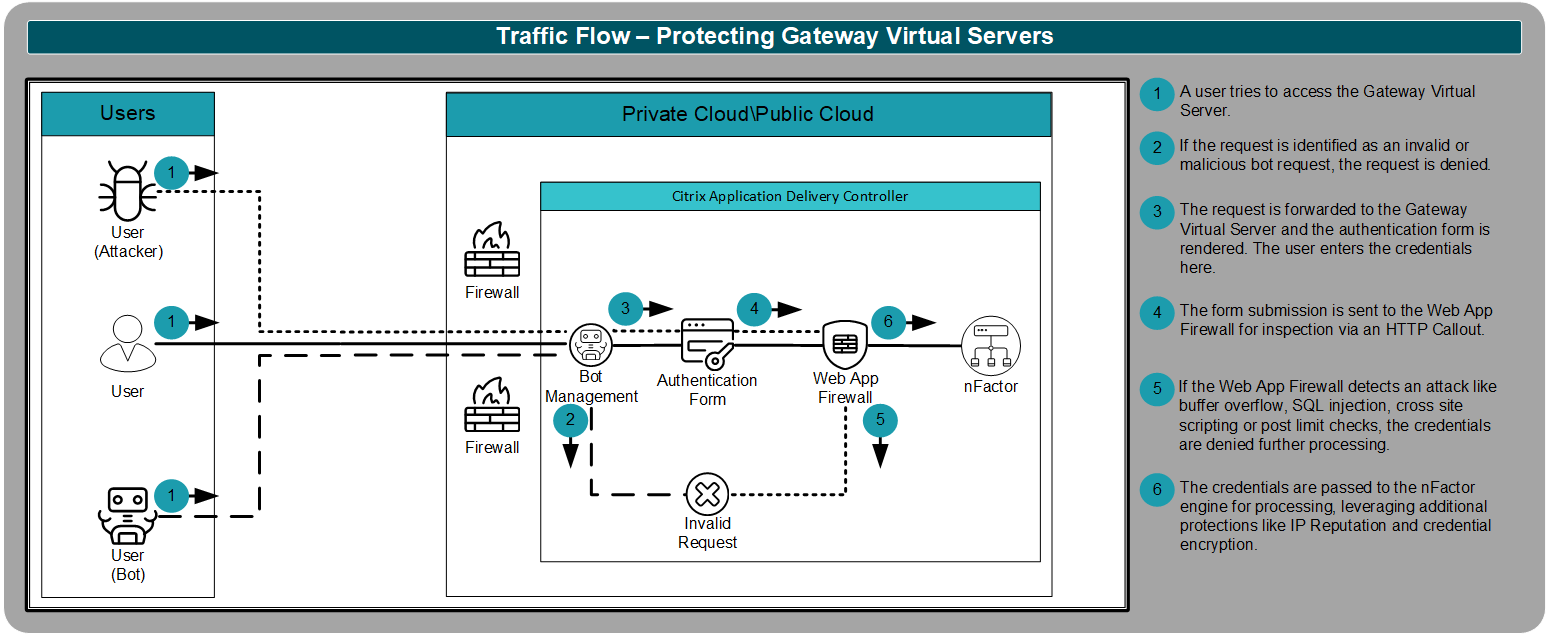 Traffic Flow – Protecting Gateway Virtual Servers
Users
1
User
(Attacker)
1
User
1
User
(Bot)
Private Cloud\Public Cloud
Citrix Application Delivery Controller
Firewall
Firewall
3
4
6
Bot
Management
Authentication
Form
Web App
Firewall
nFactor
2
5
Invalid
Request
1
A user tries to access the Gateway Virtual
Server.
2
If the request is identified as an invalid or
malicious bot request, the request is denied.
3
The request is forwarded to the Gateway
Virtual Server and the authentication form is
rendered. The user enters the credentials
here.
4
The form submission is sent to the Web App
Firewall for inspection via an HTTP Callout.
5
If the Web App Firewall detects an attack like
buffer overflow, SQL injection, cross site
scripting or post limit checks, the credentials
are denied further processing.
6
The credentials are passed to the nFactor
engine for processing, leveraging additional
protections like IP Reputation and credential
encryption.